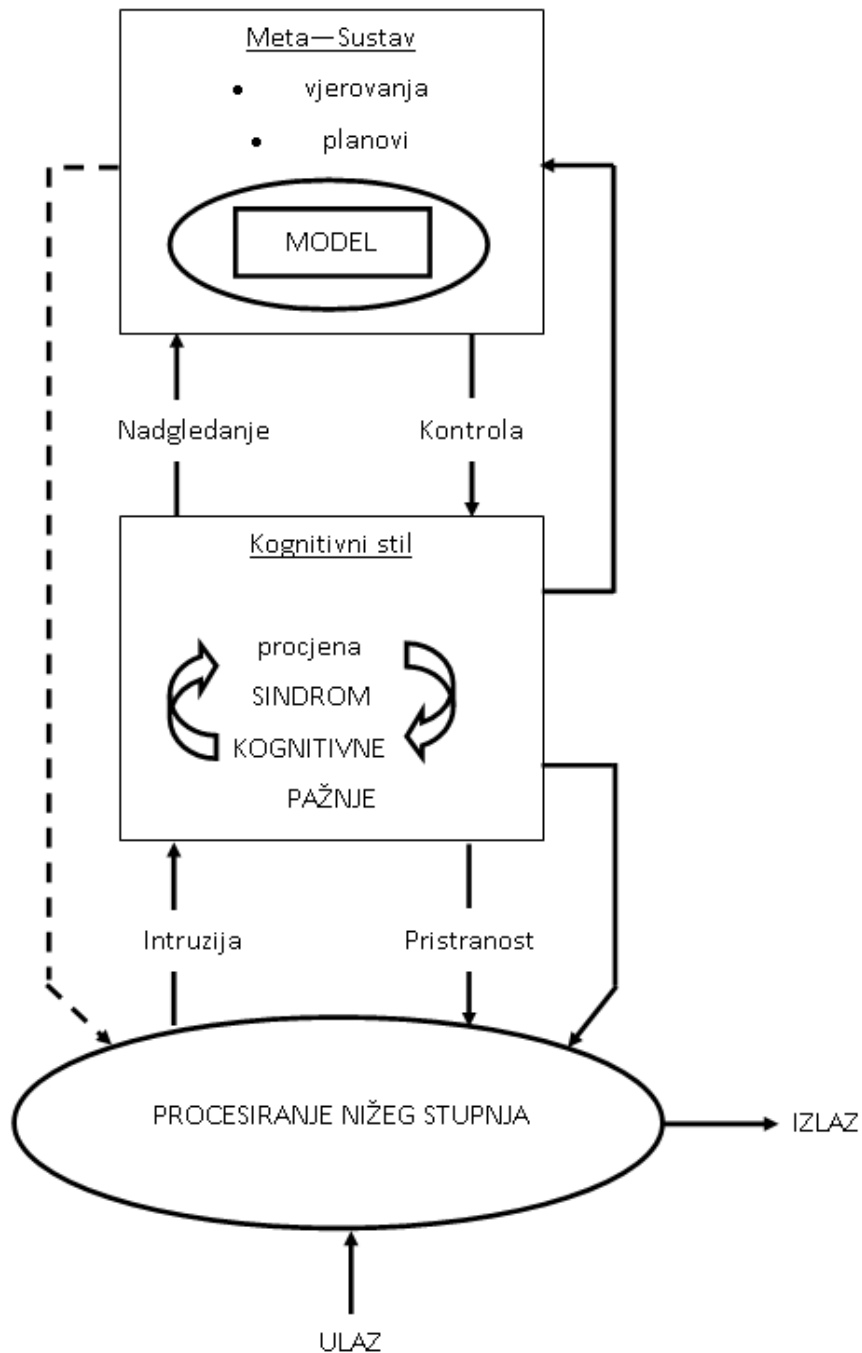 Meta—Sustav
• vjerovanja
• planovi
MODEL
Nadgledanje
Kontrola
Kognitivni stil
procjena
SINDROM
KOGNITIVNE
PAŽNJE
Intruzija
Pristranost
PROCESIRANJE NIŽEG STUPNJA
IZLAZ
ULAZ